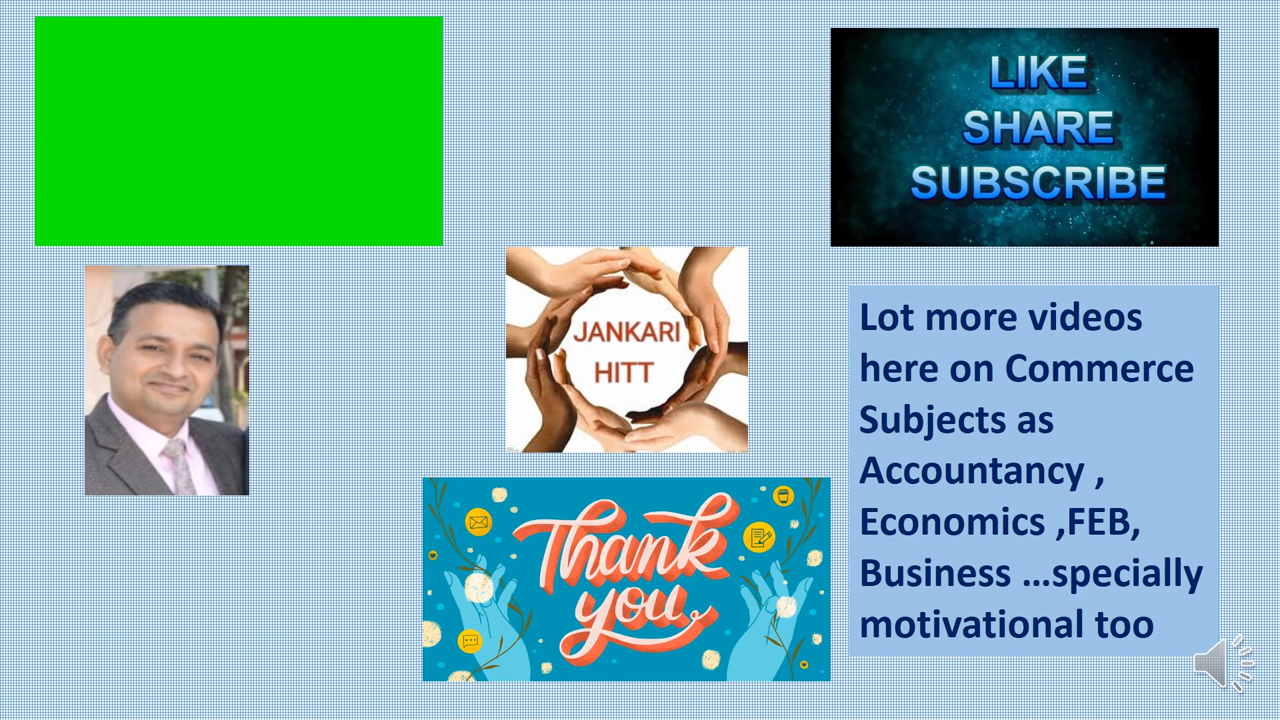 LIKE
SHARE
SUBSCRIBE
JANKARI
HITT
Thank
you
Lot more videos
here on Commerce
Subjects as
Accountancy ,
Economics ,FEB,
Business ...specially
motivational too